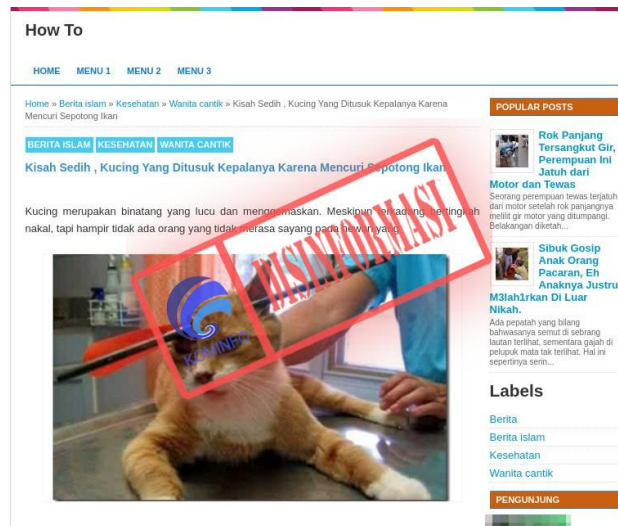 How To
HOME MENU 1 MENU 2 MENU 3
Home » Berita islam » Kesehatan » Wanita cantik » Kisah Sedih , Kucing Yang Ditusuk Kepalanya Karena
Mencuri Sepotong Ikan
BERITA ISLAM KESEHATAN WANITA CANTIK
Kisah Sedih , Kucing Yang Ditusuk Kepalanya Karena Mencuri Sepotong Ikan
Kucing merupakan binatang yang lucu dan menggemaskan. Meskipun terkadang bertingkah
nakal, tapi hampir tidak ada orang yang tidak merasa sayang pada hewan yang
DISINFORMASI
KOMINFO
POPULAR POSTS
Rok Panjang
Tersangkut Gir,
Perempuan Ini
Jatuh dari
Motor dan Tewas
Seorang perempuan tewas terjatuh
dari motor setelah rok panjangnya
melilit gir motor yang ditumpangi.
Belakangan diketah...
Sibuk Gosip
Anak Orang
Pacaran, Eh
Anaknya Justru
M3lah1rkan Di Luar
Nikah.
Ada pepatah yang bilang
bahwasanya semut di sebrang
lautan terlihat, sementara gajah di
pelupuk mata tak terlihat. Hal ini
sepertinya serin...
Labels
Berita
Berita islam
Kesehatan
Wanita cantik
PENGUNJUNG